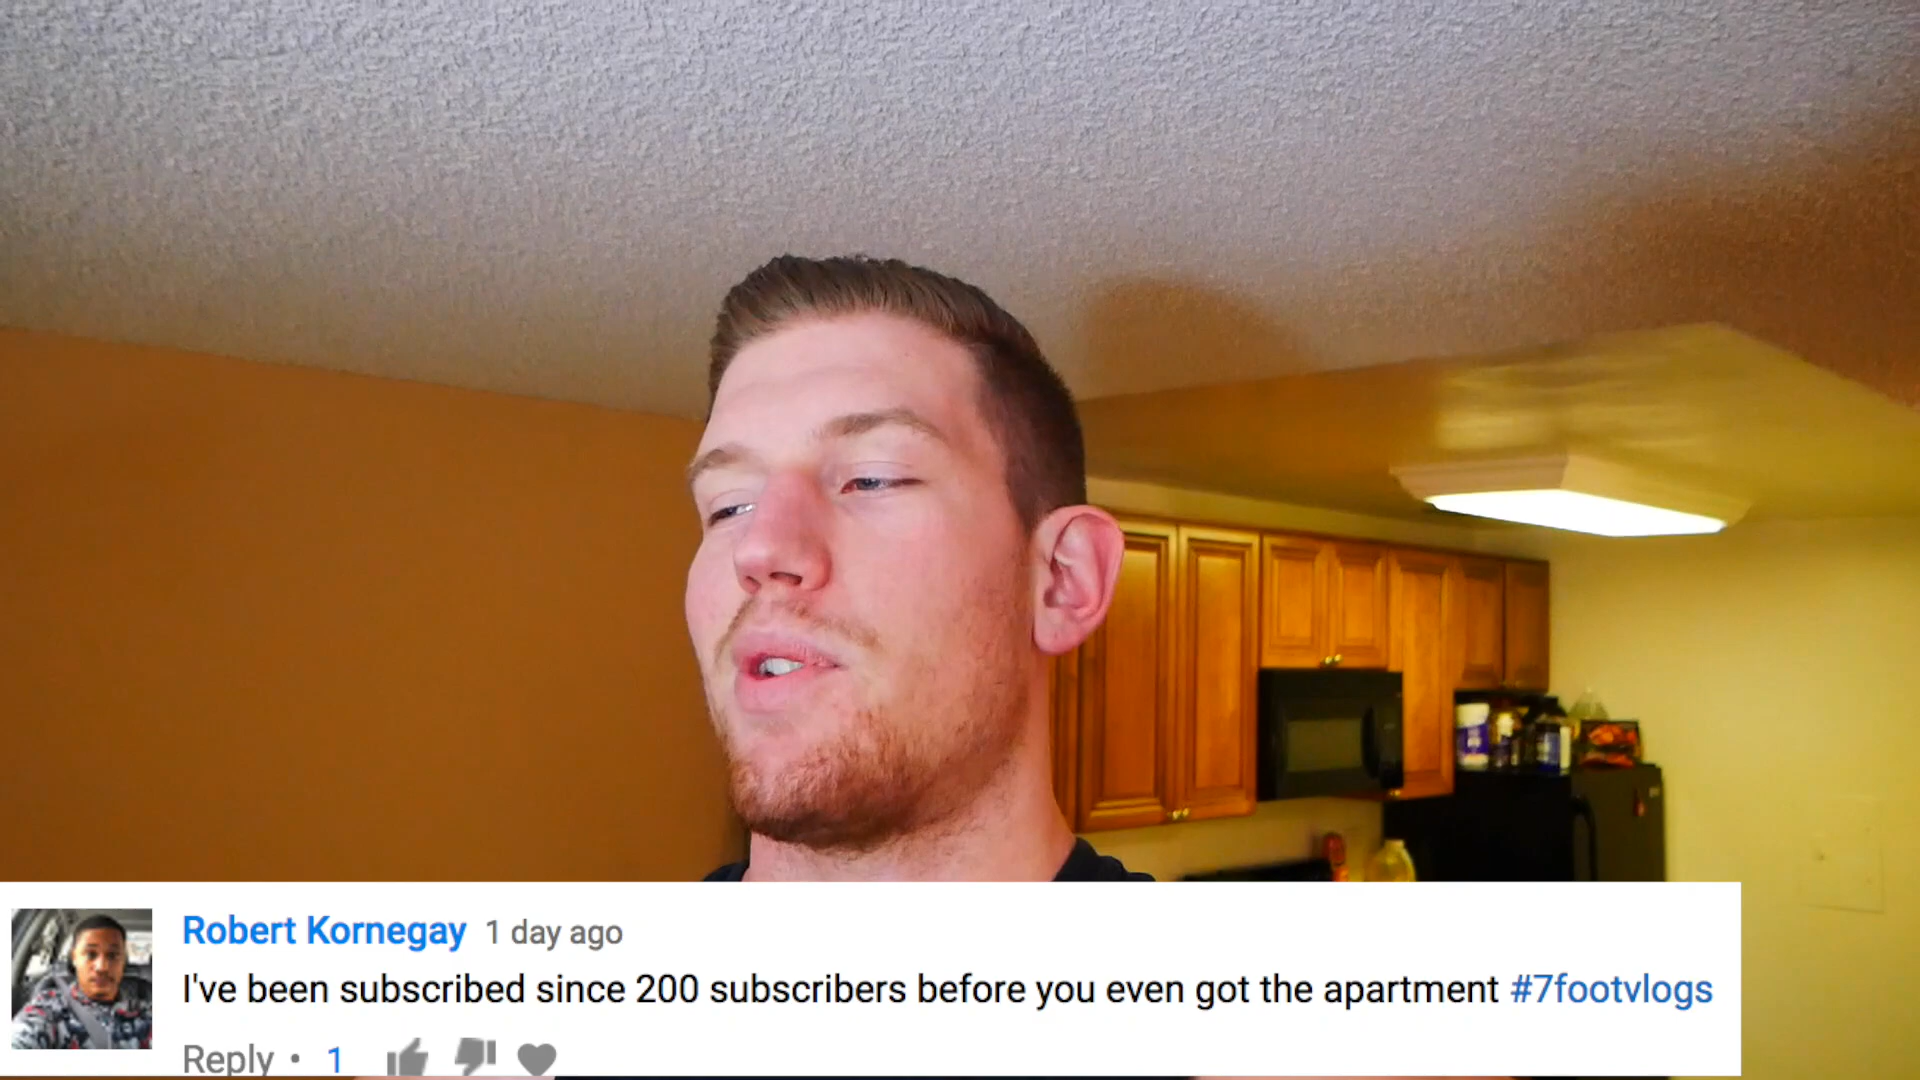 Robert Kornegay 1 day ago
I've been subscribed since 200 subscribers before you even got the apartment #7footvlogs
Reply • 1